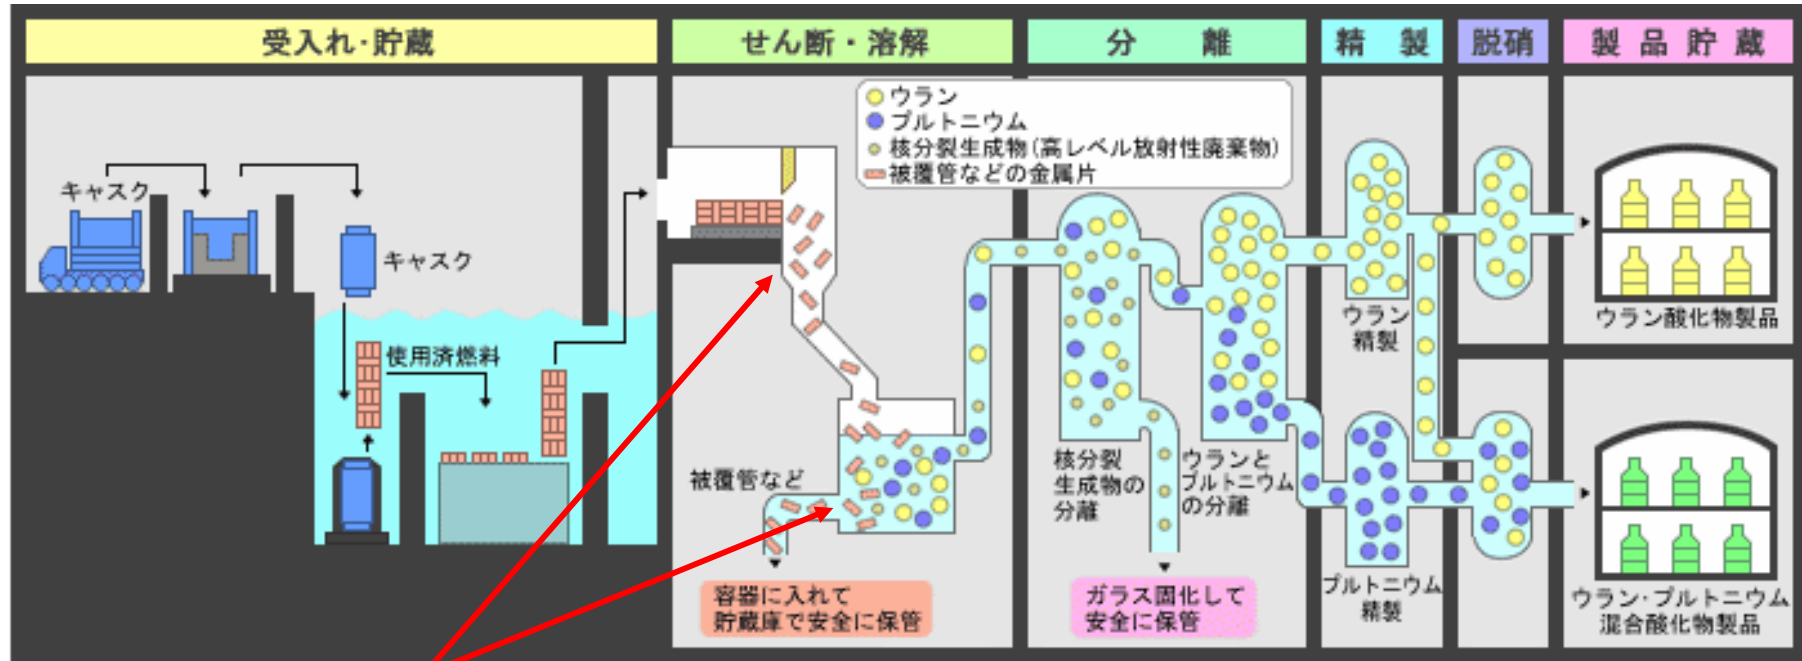 受入れ・貯蔵
せん断・溶解
分離
精製
脱硝
製品貯蔵
ウラン
プルトニウム
核分裂生成物(高レベル放射性廃棄物)
被覆管などの金属片
キャスク
キャスク
使用済燃料
被覆管など
容器に入れて
貯蔵庫で安全に保管
核分裂
生成物の
分離
ウランと
プルトニウム
の分離
ガラス固化して
安全に保管
ウラン
精製
プルトニウム
精製
ウラン酸化物製品
ウラン・プルトニウム
混合酸化物製品